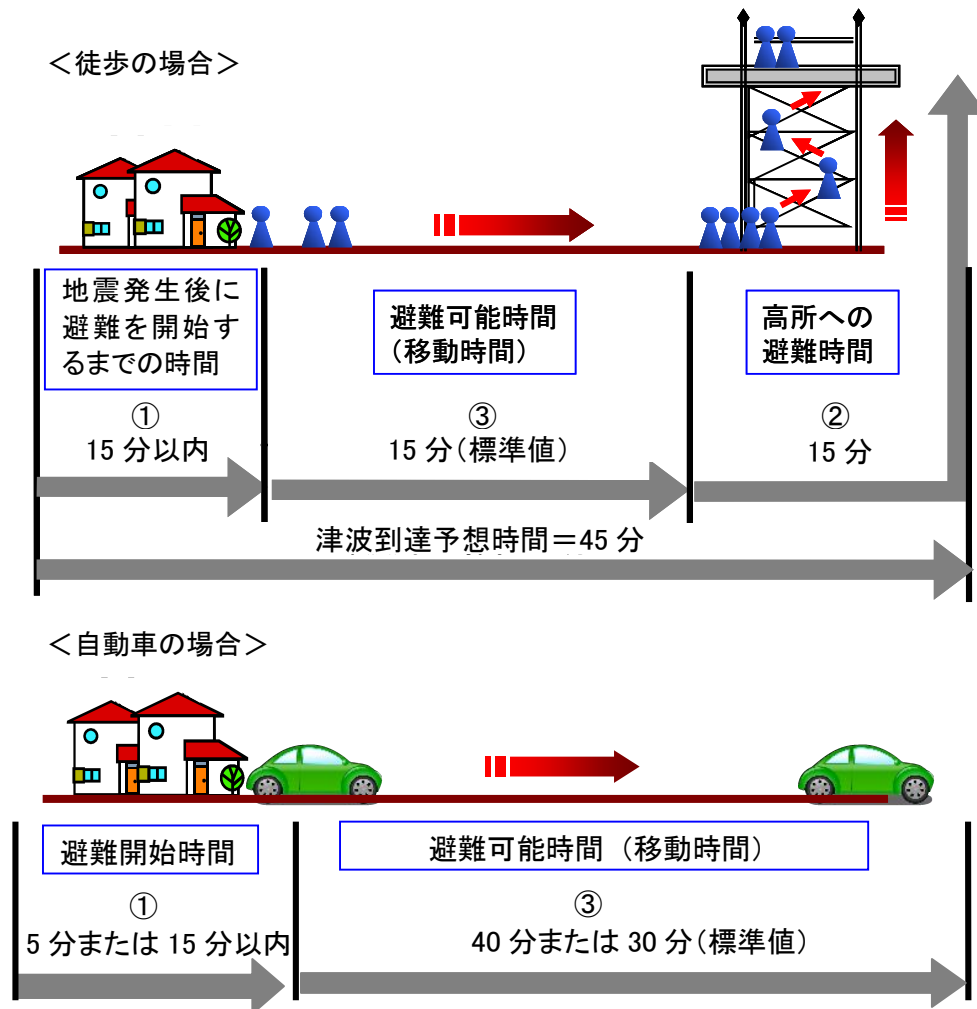 ＜徒歩の場合＞
地震発生後に
避難を開始す
るまでの時間
①
15 分以内
避難可能時間
（移動時間）
③
15 分（標準値）
高所への
避難時間
②
15 分
津波到達予想時間＝45 分
＜自動車の場合＞
避難開始時間
①
5 分または 15 分以内
避難可能時間 （移動時間）
③
40 分または 30 分（標準値）